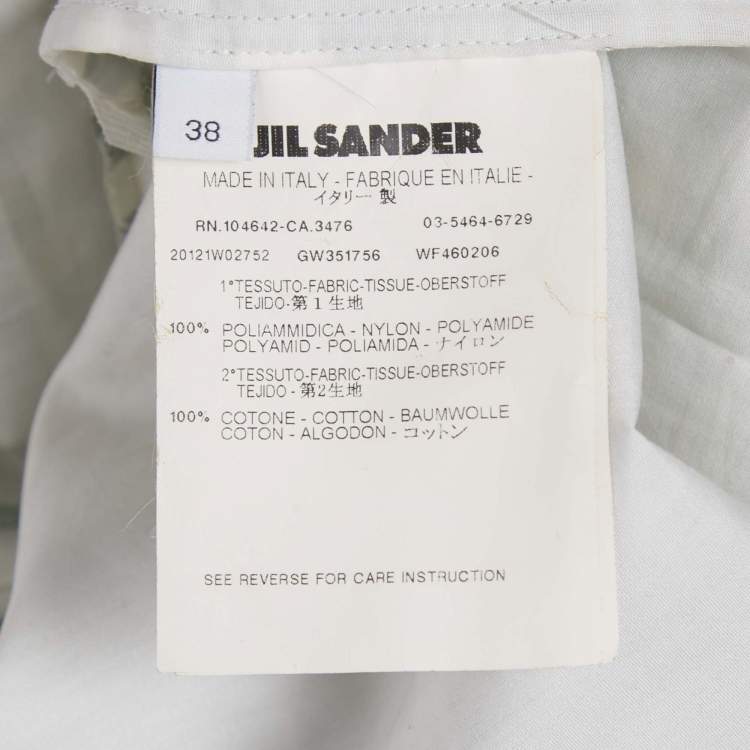 38
JIL SANDER
MADE IN ITALY - FABRIQUE EN ITALIE -
イタリー 製
RN.104642-CA.3476 03-5464-6729
20121W02752 GW351756 WF460206
1°TESSUTO-FABRIC-TISSUE-OBERSTOFF
TEJIDO-第1生地
100% POLIAMMIDICA - NYLON - POLYAMIDE
POLYAMID - POLIAMIDA - ナイロン
2°TESSUTO-FABRIC-TISSUE-OBERSTOFF
TEJIDO - 第2生地
100% COTONE - COTTON - BAUMWOLLE
COTON - ALGODON - コットン
SEE REVERSE FOR CARE INSTRUCTION